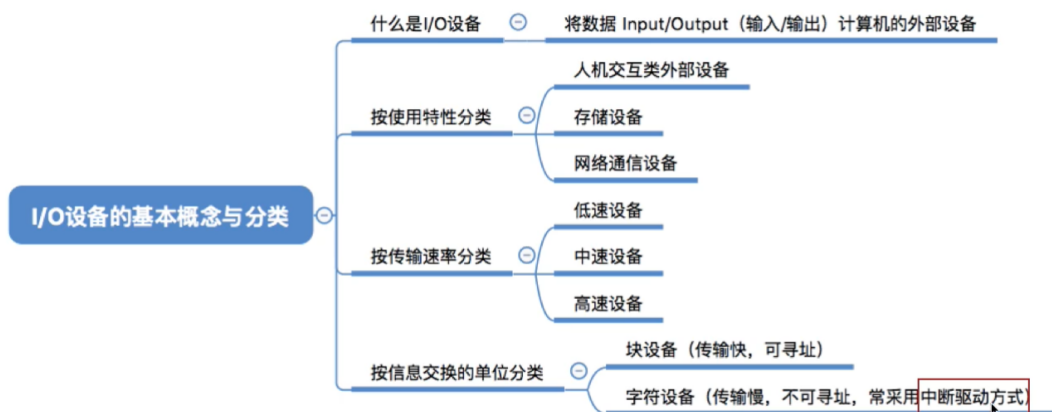 什么是I/O设备
将数据 Input/Output（输入/输出）计算机的外部设备
人机交互类外部设备
按使用特性分类
存储设备
网络通信设备
I/O设备的基本概念与分类
低速设备
按传输速率分类
中速设备
高速设备
块设备（传输快，可寻址）
按信息交换的单位分类
字符设备（传输慢，不可寻址，常采用中断驱动方式）